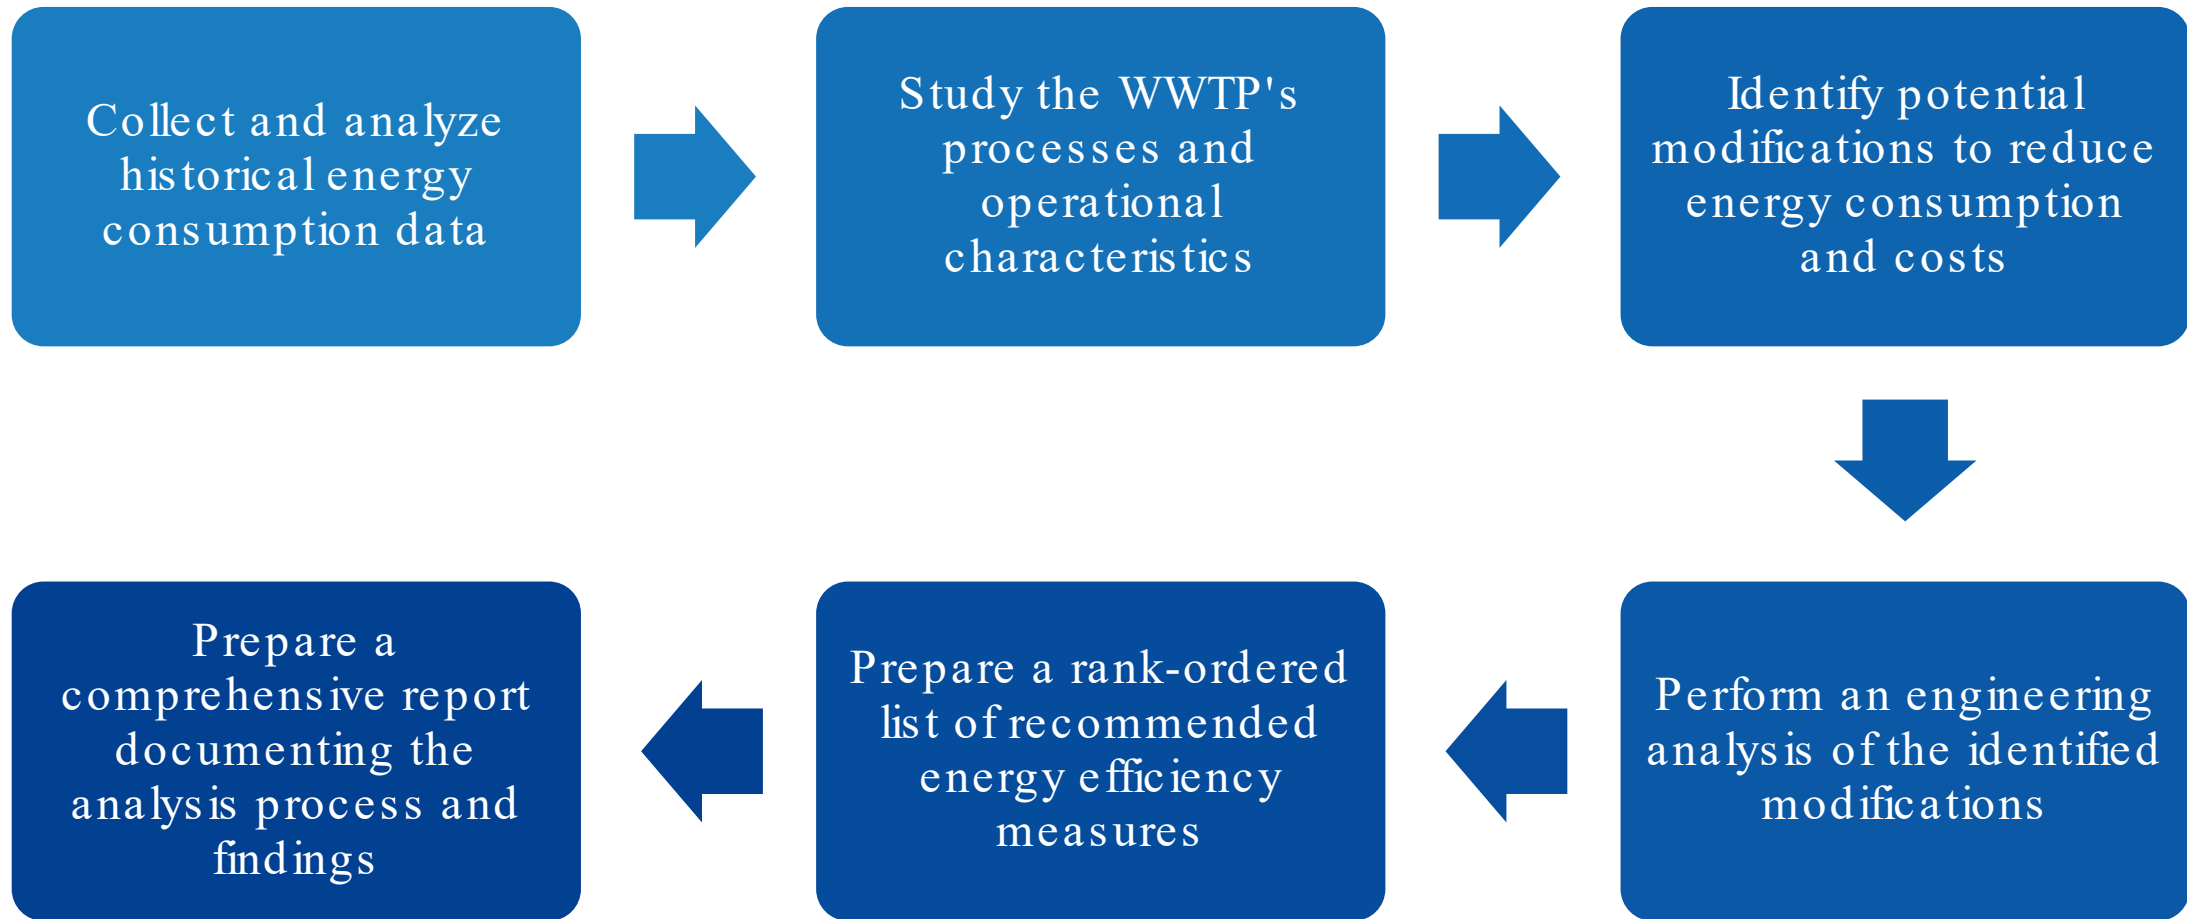 Collect and analyze
historical energy
consumption data
Study the WWTP's
processes and
operational
characteristics
Identify potential
modifications to reduce
energy consumption
and costs
Perform an engineering
analysis of the identified
modifications
Prepare a rank-ordered
list of recommended
energy efficiency
measures
Prepare a
comprehensive report
documenting the
analysis process and
findings